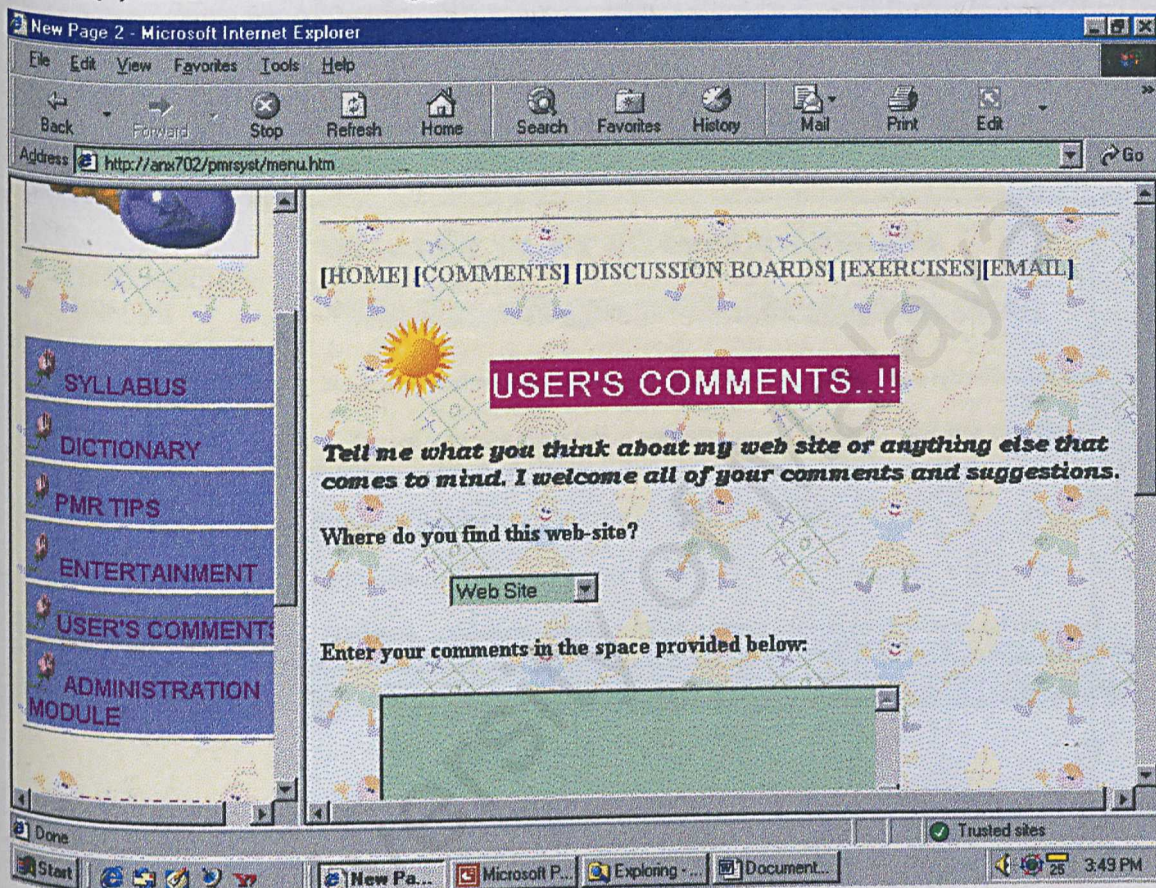 New Page 2 - Microsoft Internet Explorer
File Edit View Favorites Tools Help
Back Forward Stop Refresh Home Search Favorites History Mail Print Edit
Address http://anx702/pmrsyst/menu.htm Go
SYLLABUS
DICTIONARY
PMR TIPS
ENTERTAINMENT
USER'S COMMENTS
ADMINISTRATION
MODULE
[HOME] [COMMENTS] [DISCUSSION BOARDS] [EXERCISES][EMAIL]
USER'S COMMENTS..!!
Tell me what you think about my web site or anything else that
comes to mind. I welcome all of your comments and suggestions.
Where do you find this web-site?
Web Site
Enter your comments in the space provided below:
Done Trusted sites
Start New Pa... Microsoft P... Exploring -... Document... 25 3:49 PM